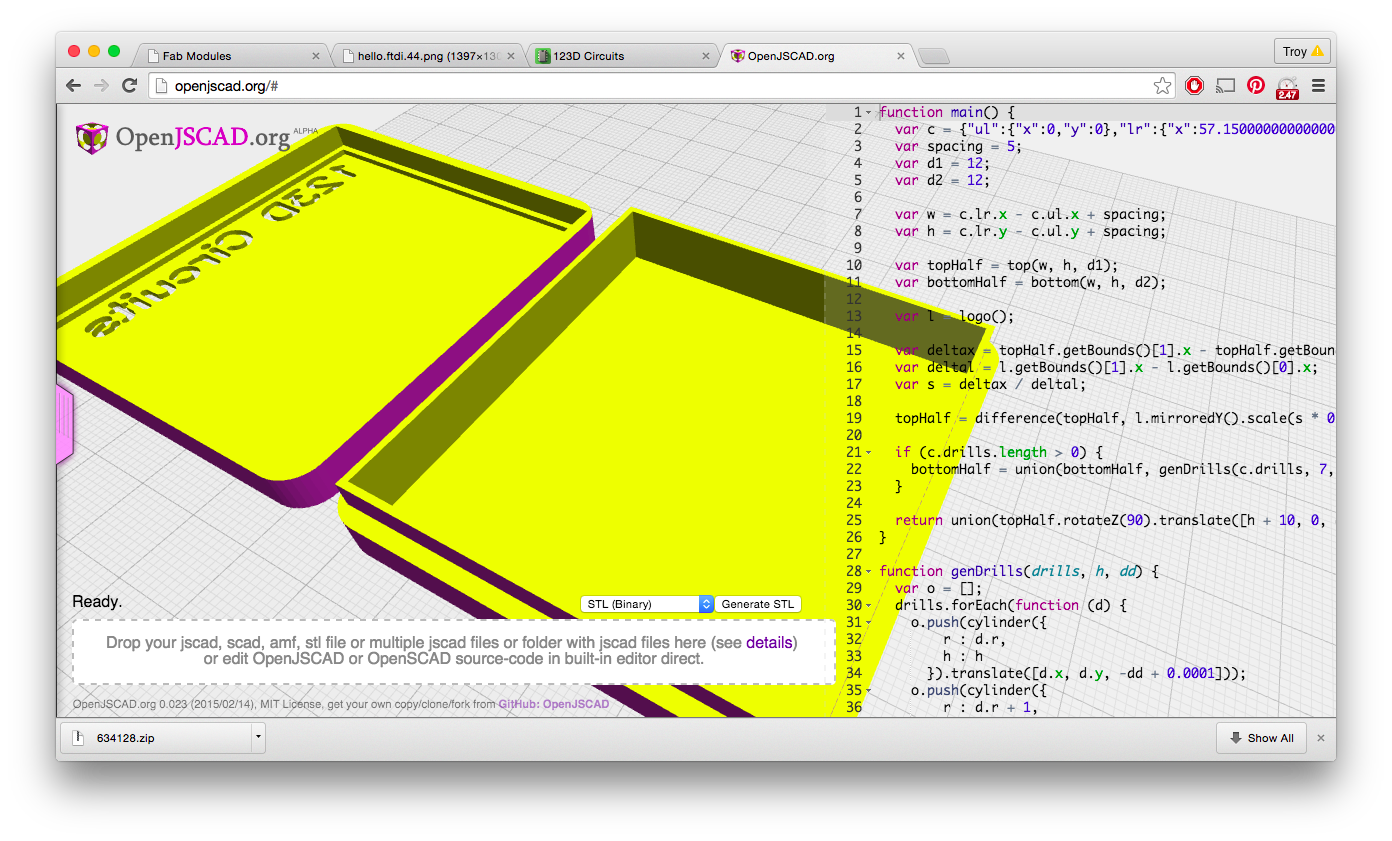 Fab Modules
hello.ftdi.44.png (1397×130
123D Circuits
OpenJSCAD.org
Troy
openjscad.org/#
2.47
OpenJSCAD.org ALPHA
123D Circuits
1 function main() {
2 var c = {"ul":{"x":0,"y":0},"lr":{"x":57.15000000000000
3 var spacing = 5;
4 var d1 = 12;
5 var d2 = 12;
6
7 var w = c.lr.x - c.ul.x + spacing;
8 var h = c.lr.y - c.ul.y + spacing;
9
10 var topHalf = top(w, h, d1);
11 var bottomHalf = bottom(w, h, d2);
12
13 var l = logo();
14
15 var deltax = topHalf.getBounds()[1].x - topHalf.getBoun
16 var deltal = l.getBounds()[1].x - l.getBounds()[0].x;
17 var s = deltax / deltal;
18
19 topHalf = difference(topHalf, l.mirroredY().scale(s * 0
20
21 if (c.drills.length > 0) {
22 bottomHalf = union(bottomHalf, genDrills(c.drills, 7,
23 }
24
25 return union(topHalf.rotateZ(90).translate([h + 10, 0,
26 }
27
28 function genDrills(drills, h, dd) {
29 var o = [];
30 drills.forEach(function (d) {
31 o.push(cylinder({
32 r : d.r,
33 h : h
34 }).translate([d.x, d.y, -dd + 0.0001]));
35 o.push(cylinder({
36 r : d.r + 1,
Ready.
STL (Binary) Generate STL
Drop your jscad, scad, amf, stl file or multiple jscad files or folder with jscad files here (see details)
or edit OpenJSCAD or OpenSCAD source-code in built-in editor direct.
OpenJSCAD.org 0.023 (2015/02/14), MIT License, get your own copy/clone/fork from GitHub: OpenJSCAD
634128.zip
Show All